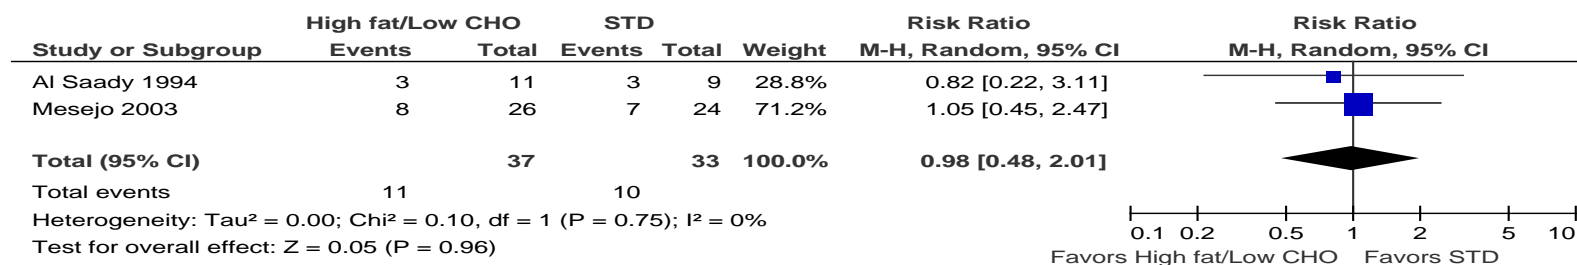 High fat/Low CHO STD Risk Ratio Risk Ratio
Study or Subgroup Events Total Events Total Weight M-H, Random, 95% CI M-H, Random, 95% CI
Al Saady 1994 3 11 3 9 28.8% 0.82 [0.22, 3.11]
Mesejo 2003 8 26 7 24 71.2% 1.05 [0.45, 2.47]
Total (95% CI) 37 33 100.0% 0.98 [0.48, 2.01]
Total events 11 10
Heterogeneity: Tau² = 0.00; Chi² = 0.10, df = 1 (P = 0.75); I² = 0%
Test for overall effect: Z = 0.05 (P = 0.96)
0.1 0.2 0.5 1 2 5 10
Favors High fat/Low CHO Favors STD